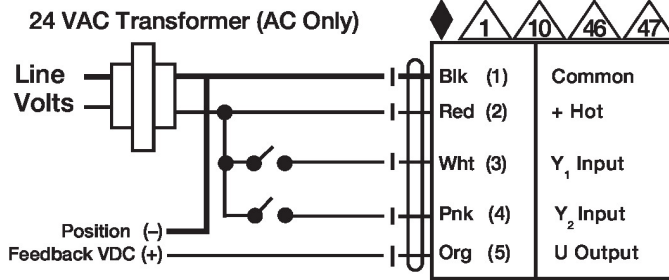 24 VAC Transformer (AC Only)
1 10 46 47
Line
Volts
Blk (1) Common
Red (2) + Hot
Wht (3) Y1 Input
Pnk (4) Y2 Input
Position (–)
Feedback VDC (+)
Org (5) U Output